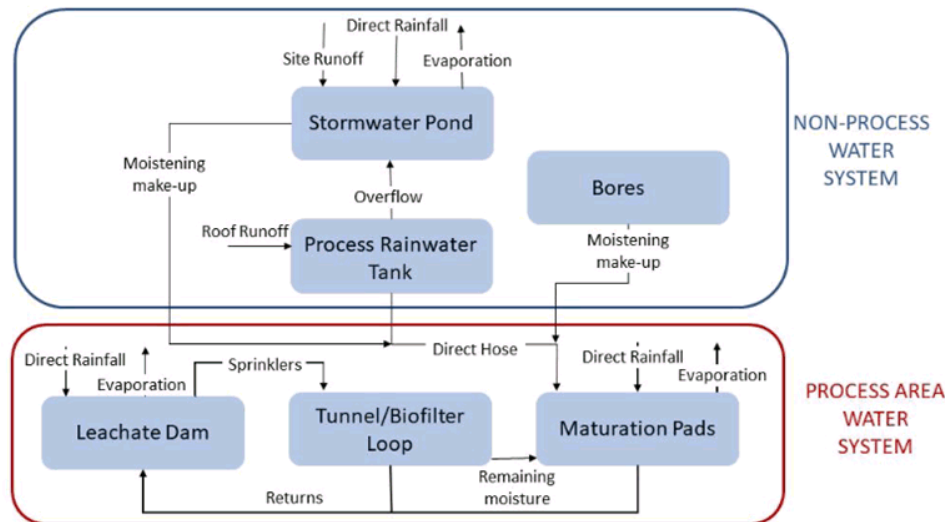 Direct Rainfall
Site Runoff
Evaporation
Stormwater Pond
NON-PROCESS
WATER
SYSTEM
Moistening
make-up
Overflow
Bores
Roof Runoff
Process Rainwater
Tank
Moistening
make-up
Direct Rainfall
Evaporation
Sprinklers
Direct Hose
Direct Rainfall
Evaporation
PROCESS AREA
WATER
SYSTEM
Leachate Dam
Tunnel/Biofilter
Loop
Maturation Pads
Returns
Remaining
moisture